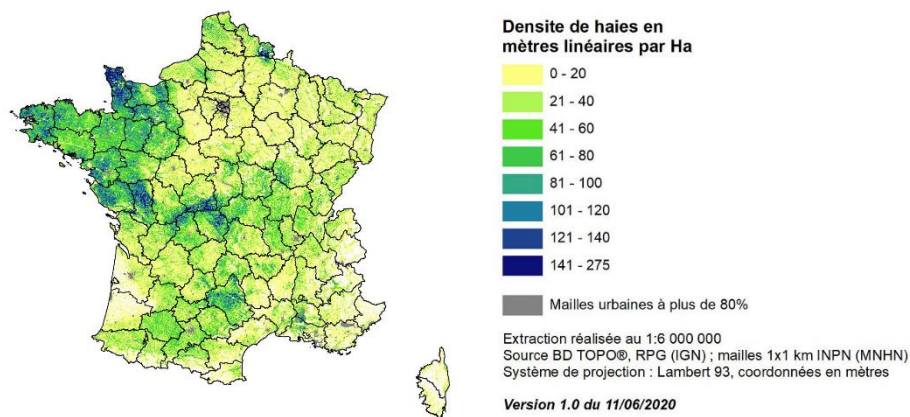 Densite de haies en
mètres linéaires par Ha
0 - 20
21 - 40
41 - 60
61 - 80
81 - 100
101 - 120
121 - 140
141 - 275
Mailles urbaines à plus de 80%
Extraction réalisée au 1:6 000 000
Source BD TOPO®, RPG (IGN) ; mailles 1x1 km INPN (MNHN)
Système de projection : Lambert 93, coordonnées en mètres
Version 1.0 du 11/06/2020